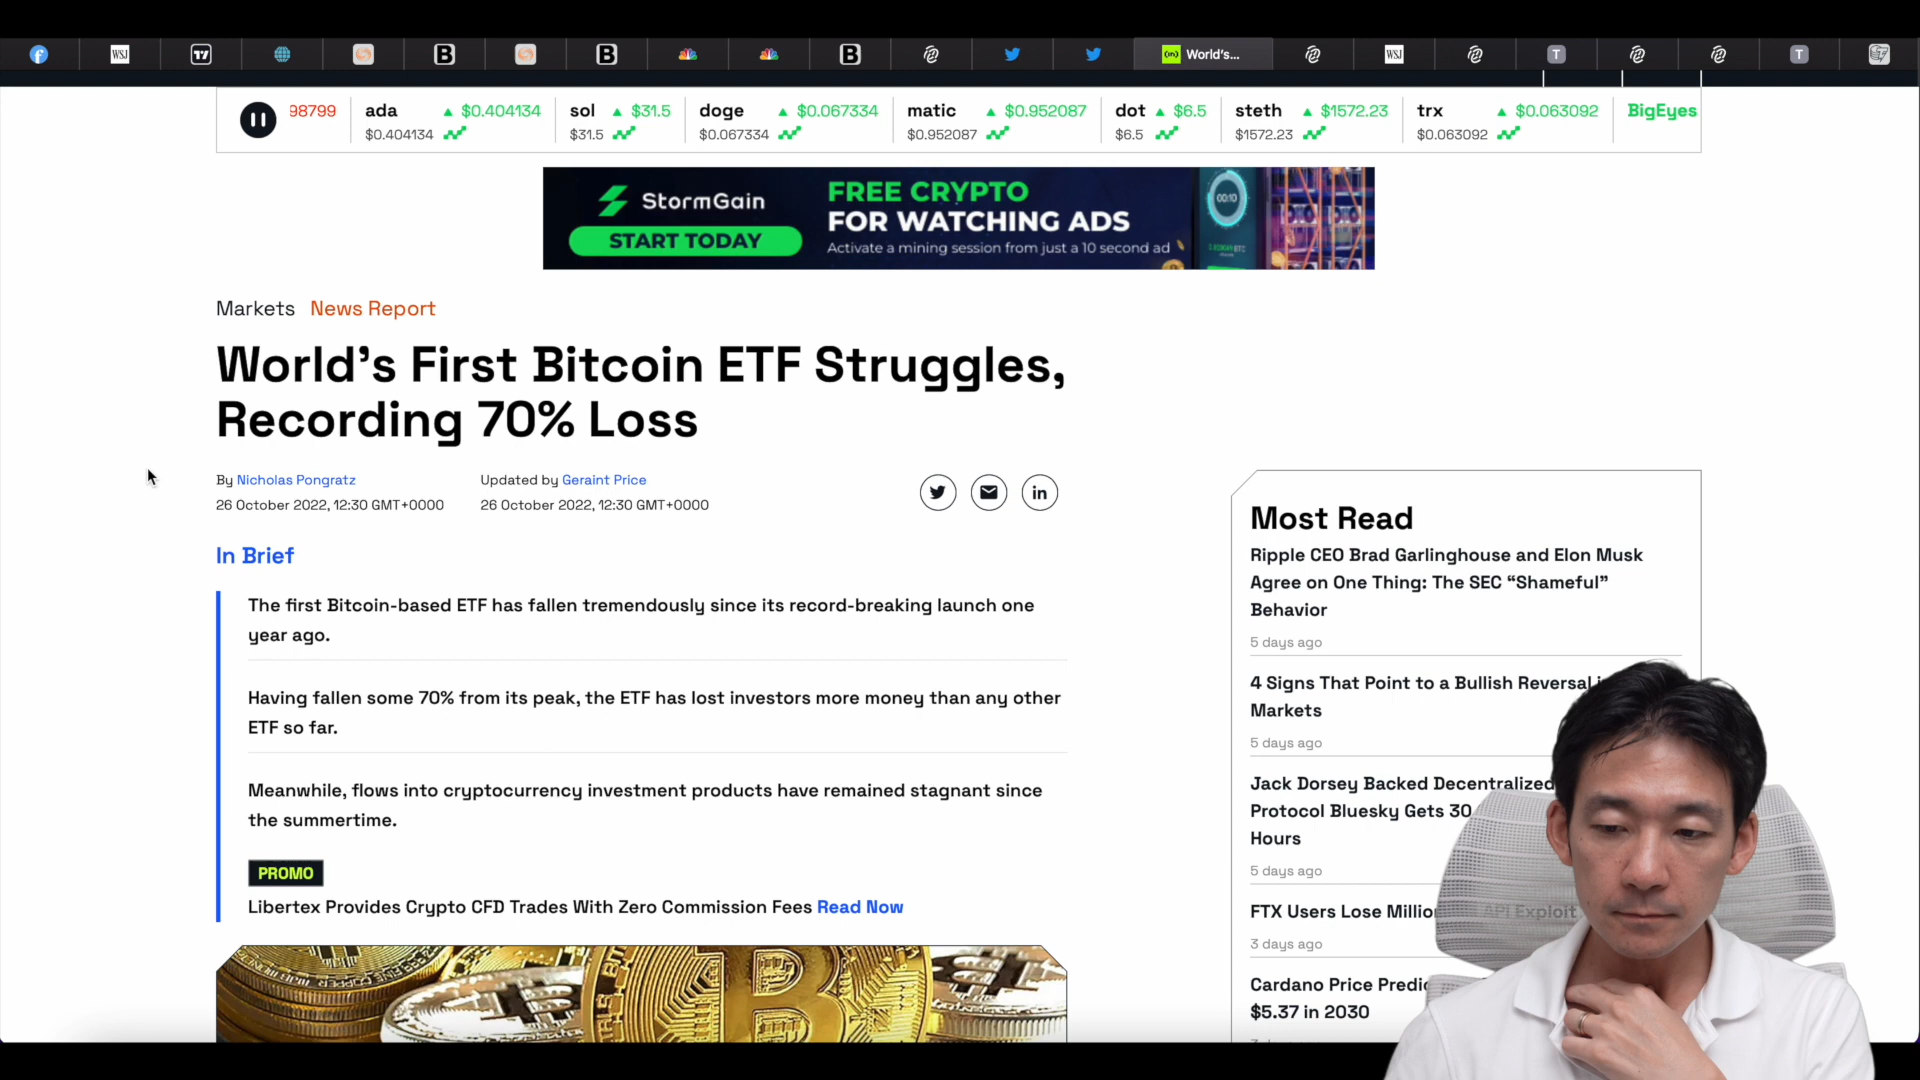 WSJ
World's...
WSJ
T
T
98799
ada $0.404134
$0.404134
sol $31.5
$31.5
doge $0.067334
$0.067334
matic $0.952087
$0.952087
dot $6.5
$6.5
steth $1572.23
$1572.23
trx $0.063092
$0.063092
BigEyes
StormGain
START TODAY
FREE CRYPTO
FOR WATCHING ADS
Activate a mining session from just a 10 second ad
00:10
Markets News Report
World's First Bitcoin ETF Struggles,
Recording 70% Loss
By Nicholas Pongratz
26 October 2022, 12:30 GMT+0000
Updated by Geraint Price
26 October 2022, 12:30 GMT+0000
In Brief
The first Bitcoin-based ETF has fallen tremendously since its record-breaking launch one
year ago.
Having fallen some 70% from its peak, the ETF has lost investors more money than any other
ETF so far.
Meanwhile, flows into cryptocurrency investment products have remained stagnant since
the summertime.
PROMO
Libertex Provides Crypto CFD Trades With Zero Commission Fees Read Now
Most Read
Ripple CEO Brad Garlinghouse and Elon Musk
Agree on One Thing: The SEC “Shameful”
Behavior
5 days ago
4 Signs That Point to a Bullish Reversal
Markets
5 days ago
Jack Dorsey Backed Decentralized
Protocol Bluesky Gets 30
Hours
5 days ago
FTX Users Lose Millio API Exploit
3 days ago
Cardano Price Predic
$5.37 in 2030